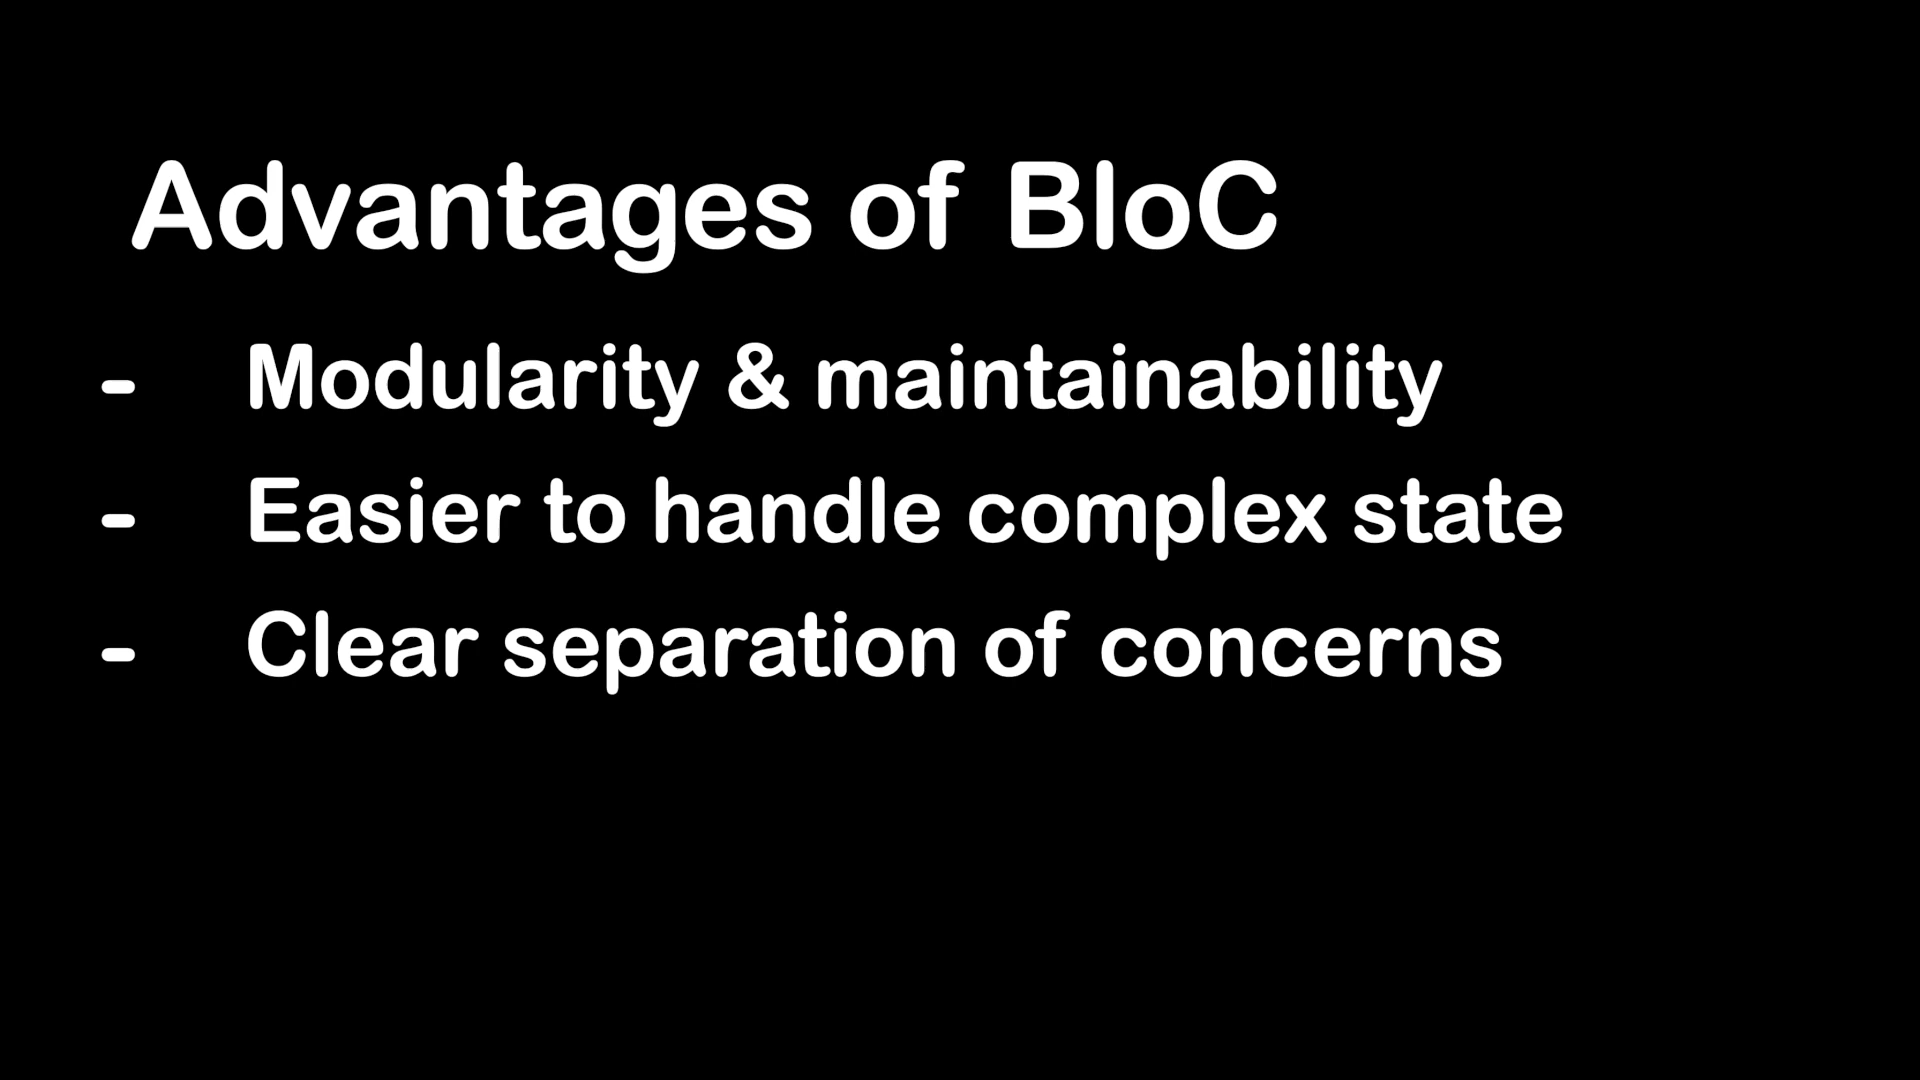 Advantages of BloC
- Modularity & maintainability
- Easier to handle complex state
- Clear separation of concerns